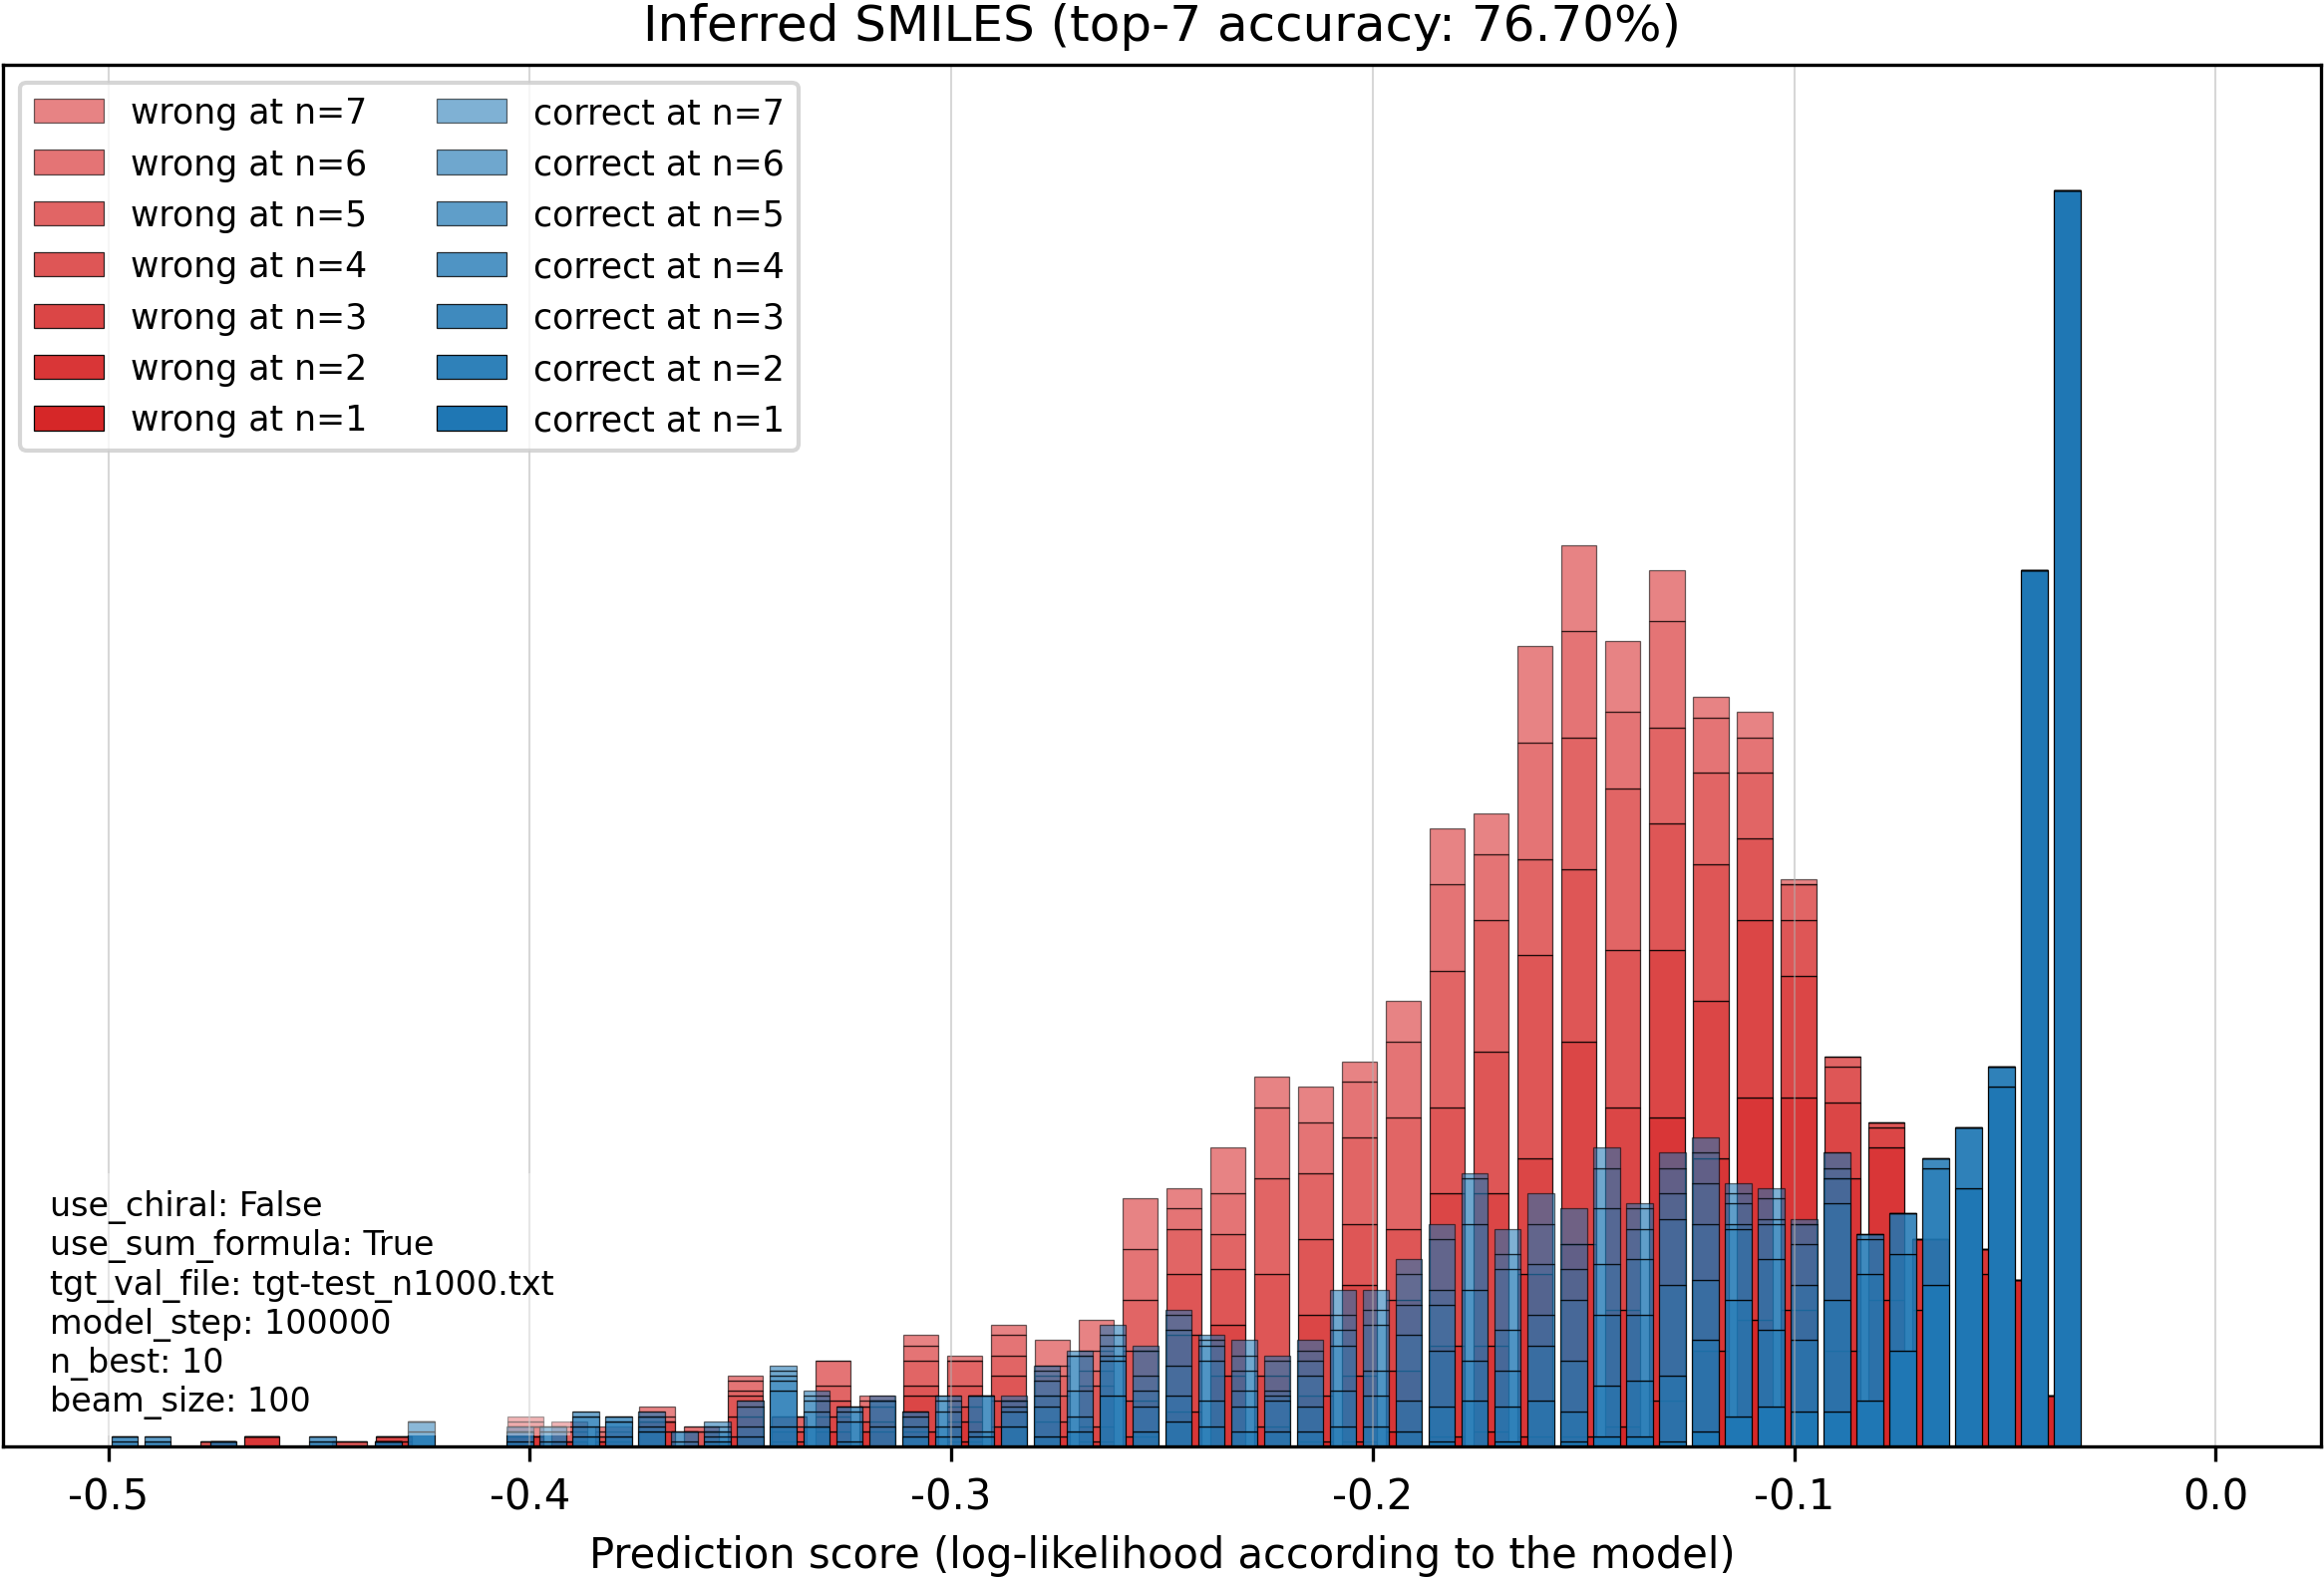 Inferred SMILES (top-7 accuracy: 76.70%)
wrong at n=7
wrong at n=6
wrong at n=5
wrong at n=4
wrong at n=3
wrong at n=2
wrong at n=1
correct at n=7
correct at n=6
correct at n=5
correct at n=4
correct at n=3
correct at n=2
correct at n=1
use_chiral: False
use_sum_formula: True
tgt_val_file: tgt-test_n1000.txt
model_step: 100000
n_best: 10
beam_size: 100
-0.5 -0.4 -0.3 -0.2 -0.1 0.0
Prediction score (log-likelihood according to the model)